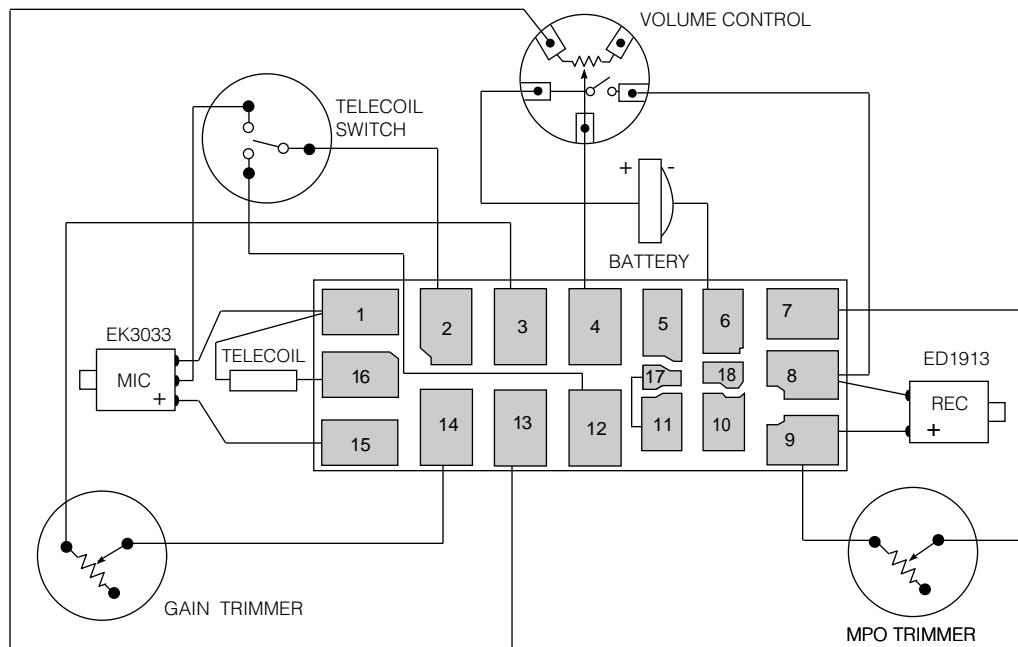 VOLUME CONTROL
TELECOIL
SWITCH
+ -
BATTERY
EK3033
MIC
+
TELECOIL
1
2
3
4
5
6
7
16
17
18
8
15
14
13
12
11
10
9
ED1913
REC
+
GAIN TRIMMER
MPO TRIMMER